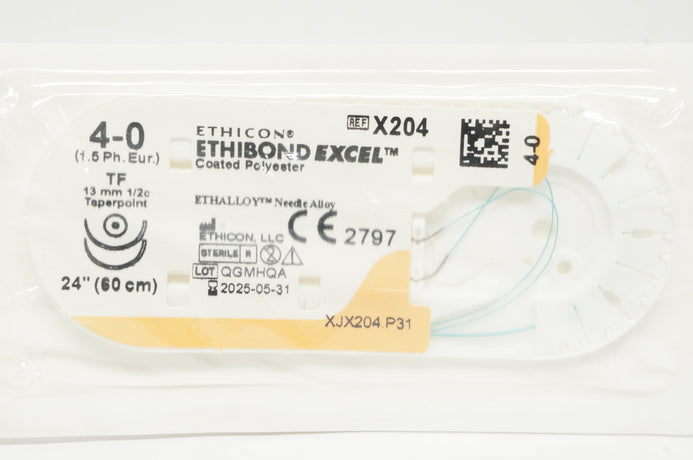 4-0
(1.5 Ph. Eur.)
TF
13 mm 1/2c
Taperpoint
24" (60 cm)
ETHICON®
ETHIBOND EXCEL™
Coated Polyester
REF X204
ETHALLOY™ Needle Alloy
ETHICON, LLC
CE 2797
STERILE R
LOT QGMHQA
2025-05-31
XJX204.P31
4-0